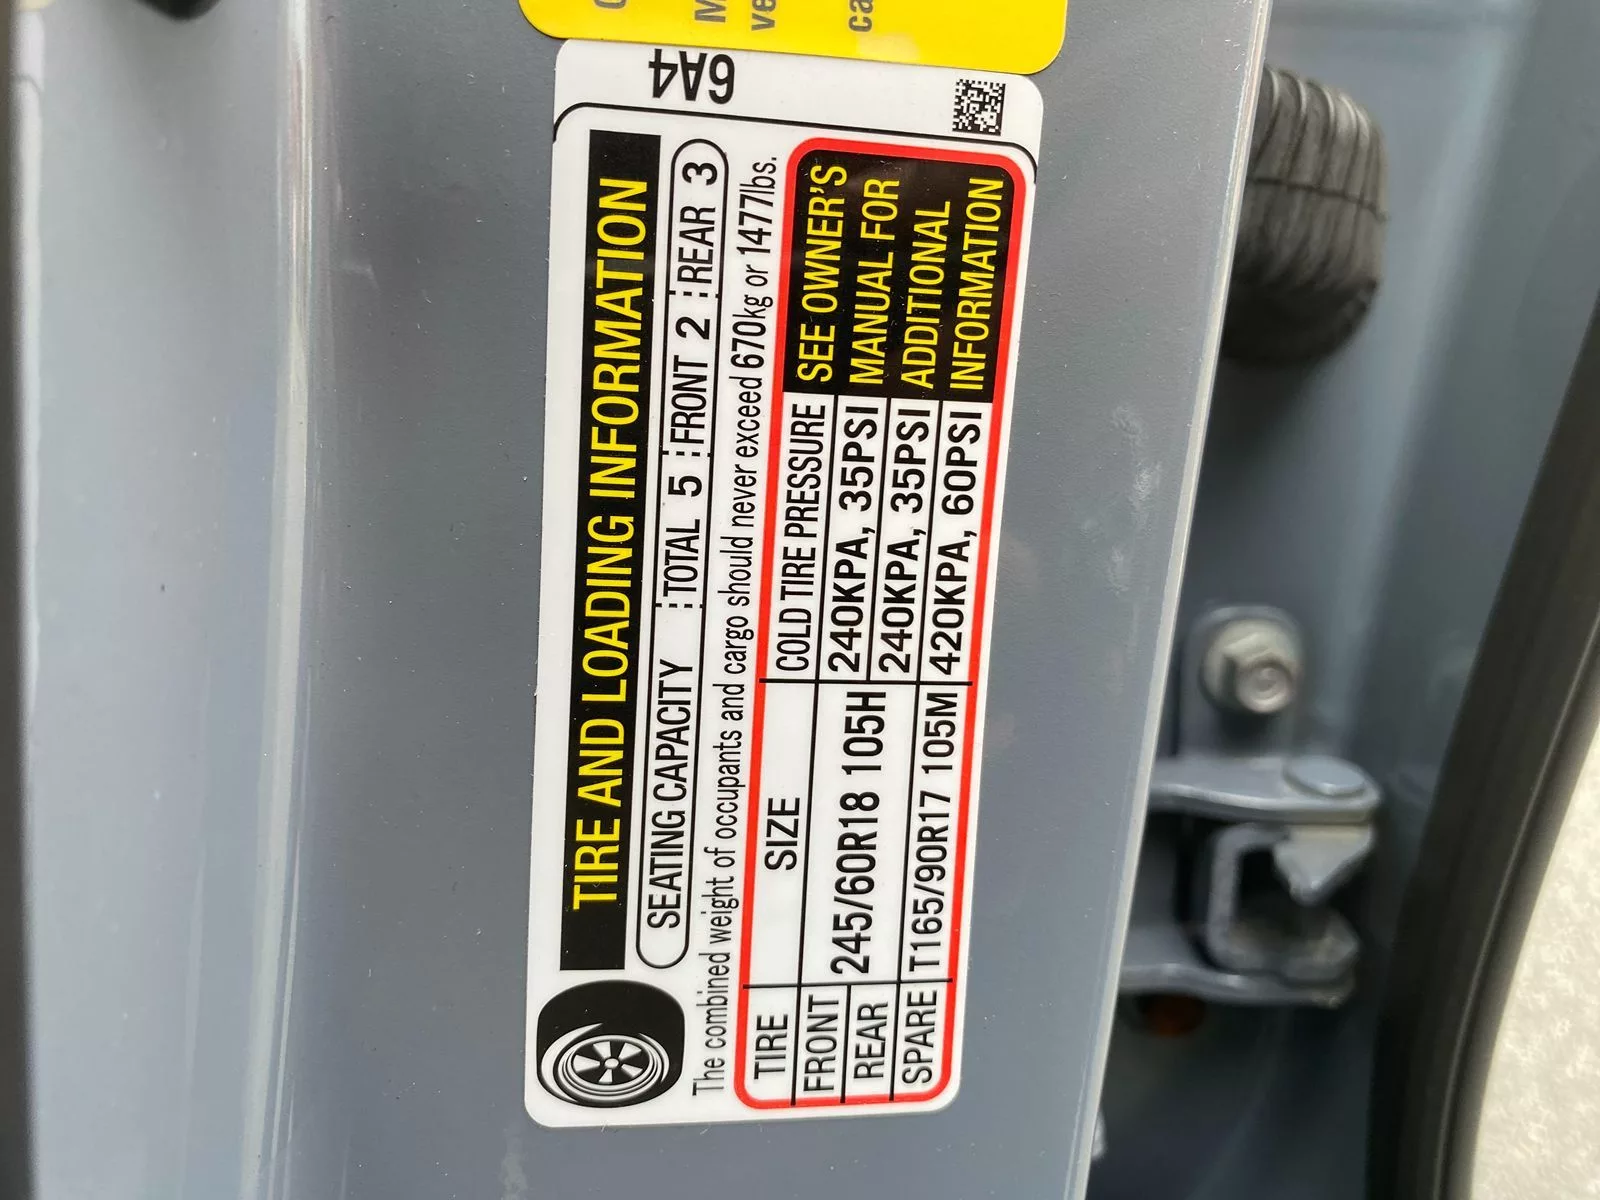 6A4
TIRE AND LOADING INFORMATION
SEATING CAPACITY TOTAL 5 FRONT 2 REAR 3
The combined weight of occupants and cargo should never exceed 670kg or 1477lbs.
TIRE SIZE COLD TIRE PRESSURE SEE OWNER'S
FRONT 245/60R18 105H 240KPA, 35PSI MANUAL FOR
REAR 240KPA, 35PSI ADDITIONAL
SPARE T165/90R17 105M 420KPA, 60PSI INFORMATION